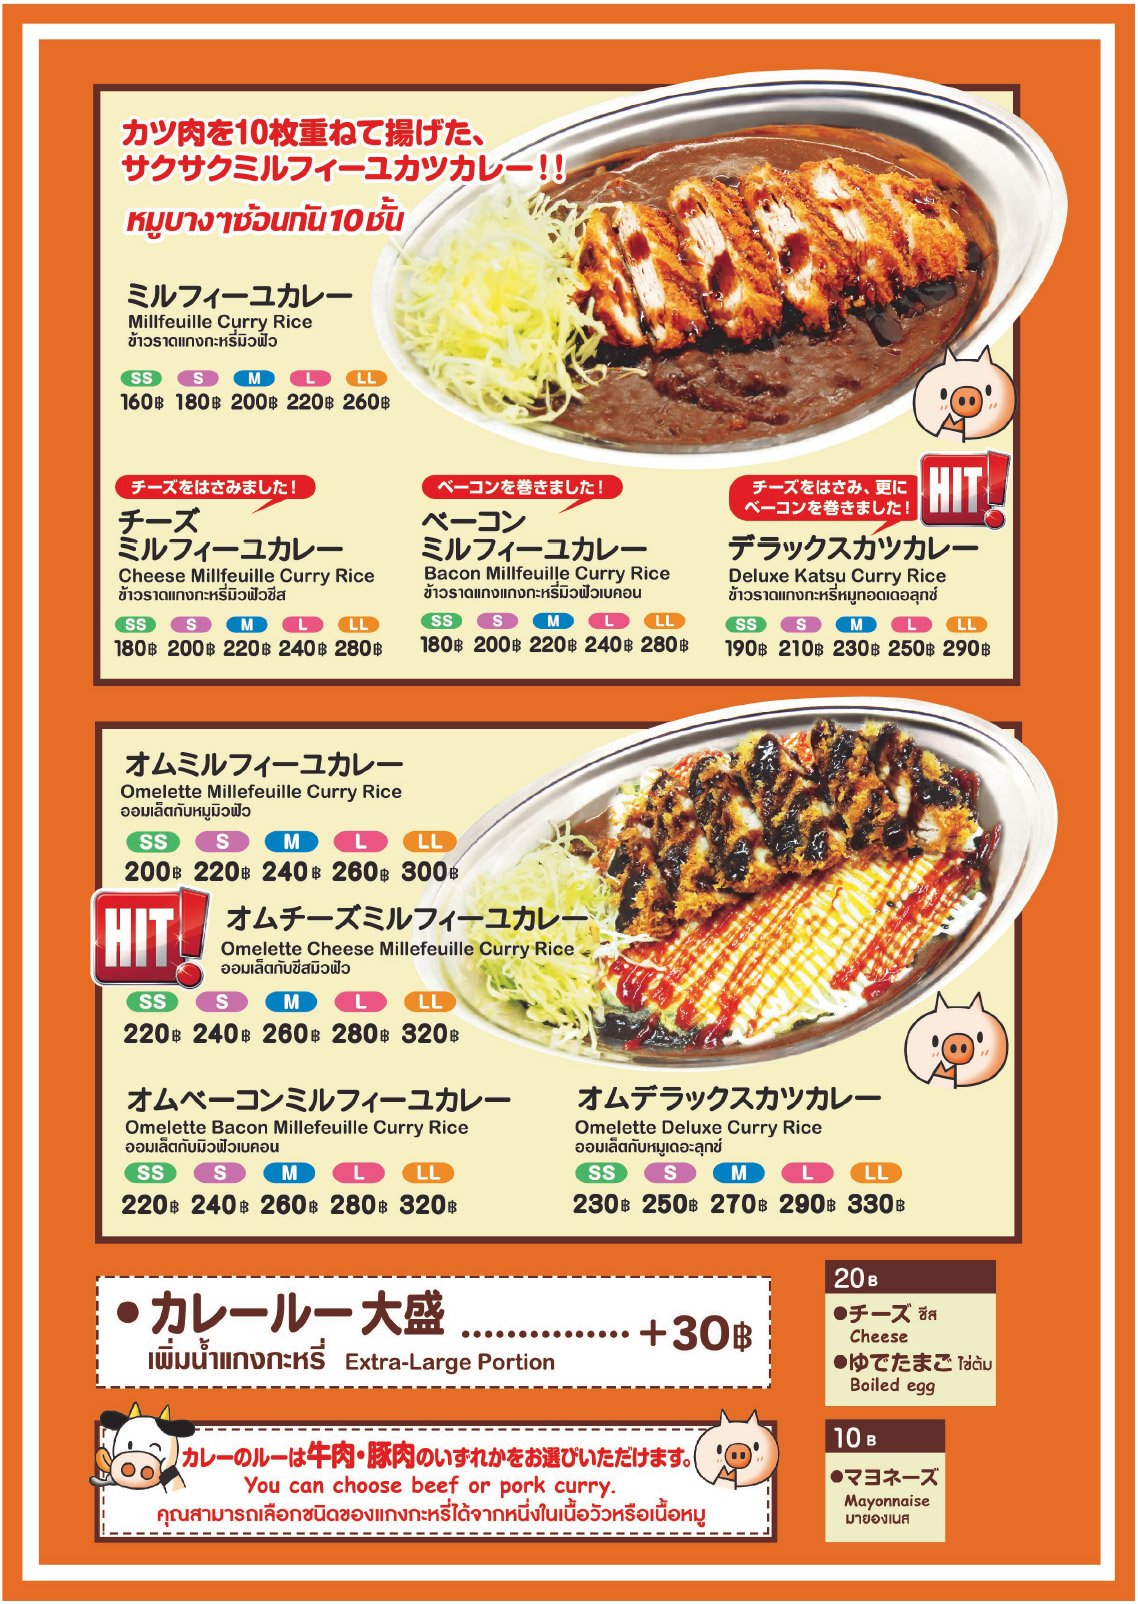 カツ肉を10枚重ねて揚げた、
サクサクミルフィーユカツカレー!!
หมูบางๆซ้อนกัน 10 ชั้น
ミルフィーユカレー
Millfeuille Curry Rice
ข้าวราดแกงกะหรี่มิวฟิว
SS S M L LL
160฿ 180฿ 200฿ 220฿ 260฿
HIT!
チーズをはさみました!
チーズ
ミルフィーユカレー
Cheese Millfeuille Curry Rice
ข้าวราดแกงกะหรี่มิวฟิวชีส
SS S M L LL
180฿ 200฿ 220฿ 240฿ 280฿
ベーコンを巻きました!
ベーコン
ミルフィーユカレー
Bacon Millfeuille Curry Rice
ข้าวราดแกงแกงกะหรี่มิวฟิวเบคอน
SS S M L LL
180฿ 200฿ 220฿ 240฿ 280฿
チーズをはさみ、更に
ベーコンを巻きました!
デラックスカツカレー
Deluxe Katsu Curry Rice
ข้าวราดแกงกะหรี่หมูทอดเดอลุกซ์
SS S M L LL
190฿ 210฿ 230฿ 250฿ 290฿
オムミルフィーユカレー
Omelette Millefeuille Curry Rice
ออมเล็ตกับหมูมิวฟิว
SS S M L LL
200฿ 220฿ 240฿ 260฿ 300฿
HIT!
オムチーズミルフィーユカレー
Omelette Cheese Millefeuille Curry Rice
ออมเล็ตกับชีสมิวฟิว
SS S M L LL
220฿ 240฿ 260฿ 280฿ 320฿
オムベーコンミルフィーユカレー
Omelette Bacon Millefeuille Curry Rice
ออมเล็ตกับมิวฟิวเบคอน
SS S M L LL
220฿ 240฿ 260฿ 280฿ 320฿
オムデラックスカツカレー
Omelette Deluxe Curry Rice
ออมเล็ตกับหมูเดอะลุกซ์
SS S M L LL
230฿ 250฿ 270฿ 290฿ 330฿
●カレールー 大盛 ............... +30฿
เพิ่มน้ำแกงกะหรี่ Extra-Large Portion
カレーのルーは牛肉・豚肉のいずれかをお選びいただけます。
You can choose beef or pork curry.
คุณสามารถเลือกชนิดของแกงกะหรี่ได้จากหนึ่งในเนื้อวัวหรือเนื้อหมู
20฿
●チーズ ชีส
Cheese
●ゆでたまご ไข่ต้ม
Boiled egg
10฿
●マヨネーズ
Mayonnaise
มายองเนส